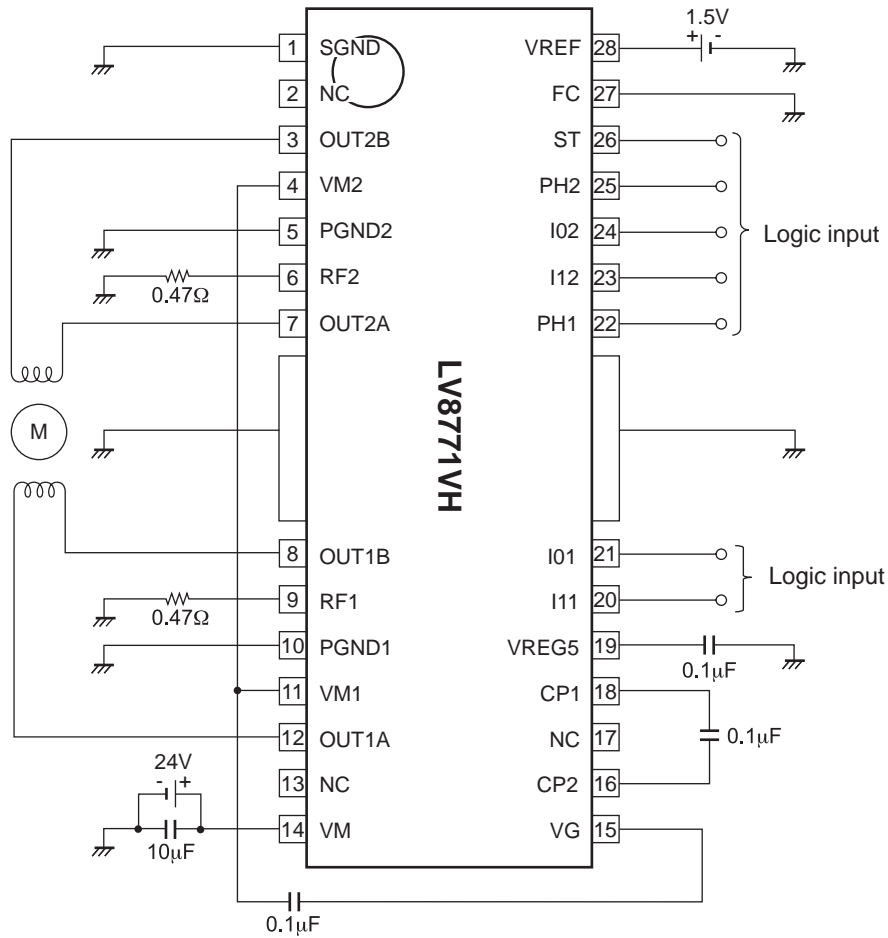 1.5V
+ -
1 SGND VREF 28
2 NC FC 27
3 OUT2B ST 26
4 VM2 PH2 25
5 PGND2 I02 24
Logic input
6 RF2 I12 23
0.47Ω
7 OUT2A PH1 22
LV8771VH
M
8 OUT1B I01 21
Logic input
9 RF1 I11 20
0.47Ω
10 PGND1 VREG5 19
0.1μF
11 VM1 CP1 18
12 OUT1A NC 17
0.1μF
24V
- +
13 NC CP2 16
14 VM VG 15
10μF
0.1μF